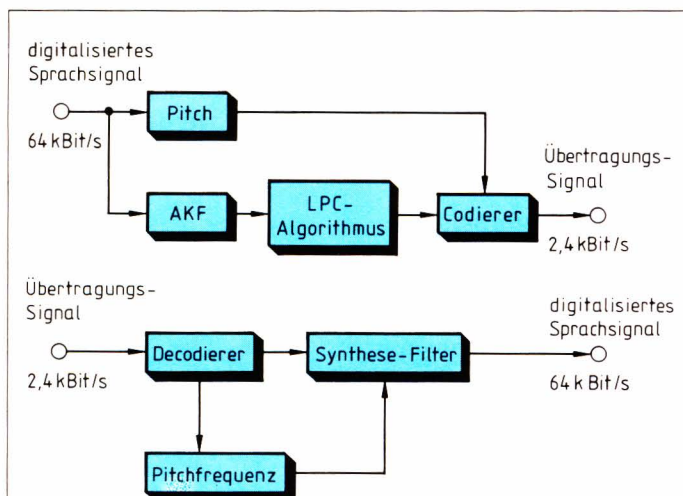 digitalisiertes
Sprachsignal
64 kBit/s
Pitch
AKF
LPC-
Algorithmus
Codierer
Übertragungs-
Signal
2,4 kBit/s
Übertragungs-
Signal
2,4 kBit/s
Decodierer
Synthese-Filter
digitalisiertes
Sprachsignal
64 kBit/s
Pitchfrequenz